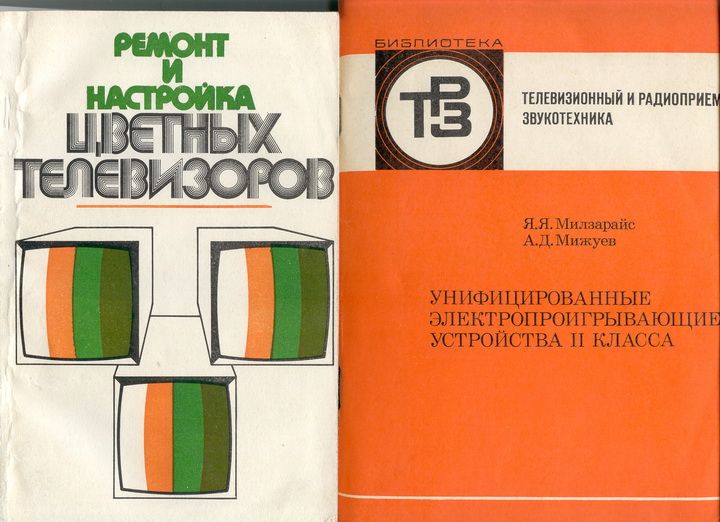 РЕМОНТ
И
НАСТРОЙКА
ЦВЕТНЫХ
ТЕЛЕВИЗОРОВ
БИБЛИОТЕКА
ТРЗ
ТЕЛЕВИЗИОННЫЙ И РАДИОПРИЕМ
ЗВУКОТЕХНИКА
Я.Я. Милзарайс
А.Д. Мижуев
УНИФИЦИРОВАННЫЕ
ЭЛЕКТРОПРОИГРЫВАЮЩИЕ
УСТРОЙСТВА II КЛАССА